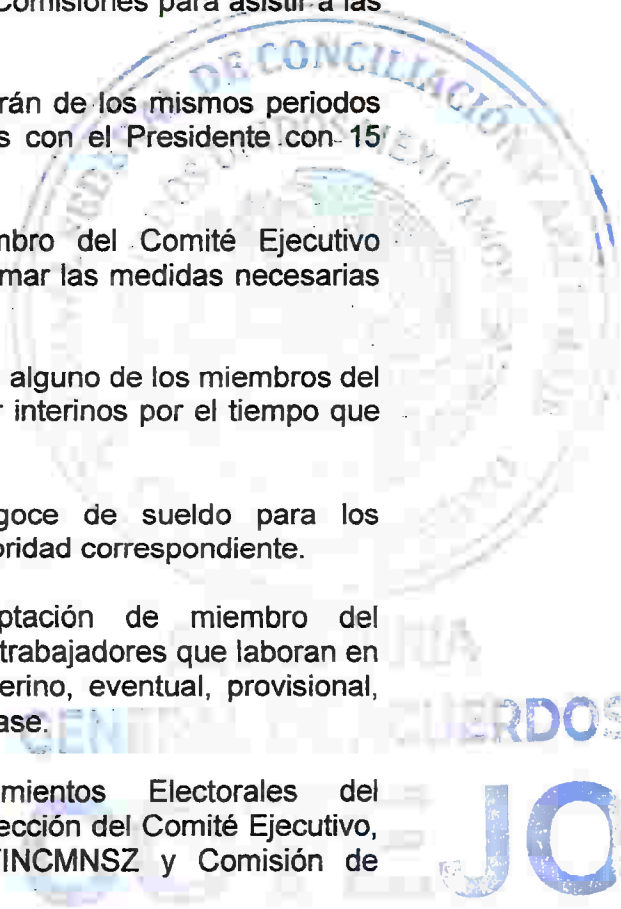 Comisiones para asistir a las
rán de los mismos periodos
s con el Presidente con 15
mbro del Comité Ejecutivo
mar las medidas necesarias
alguno de los miembros del
r interinos por el tiempo que
goce de sueldo para los
oridad correspondiente.
ptación de miembro del
trabajadores que laboran en
erino, eventual, provisional,
ase.
mientos Electorales del
ección del Comité Ejecutivo,
INCMNSZ y Comisión de
DE CONCILIACIÓN
UNIDOS MEXICANOS
GEN
ERDOS
JO